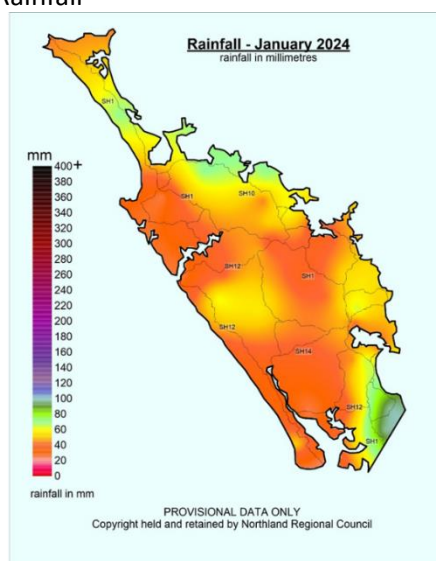 Rainfall
Rainfall - January 2024
rainfall in millimetres
SH1
mm
400+
380
360
340
320
300
280
260
240
220
200
180
160
140
120
100
80
60
40
20
0
rainfall in mm
SH1
SH10
SH12
SH1
SH12
SH14
SH12
SH1
PROVISIONAL DATA ONLY
Copyright held and retained by Northland Regional Council